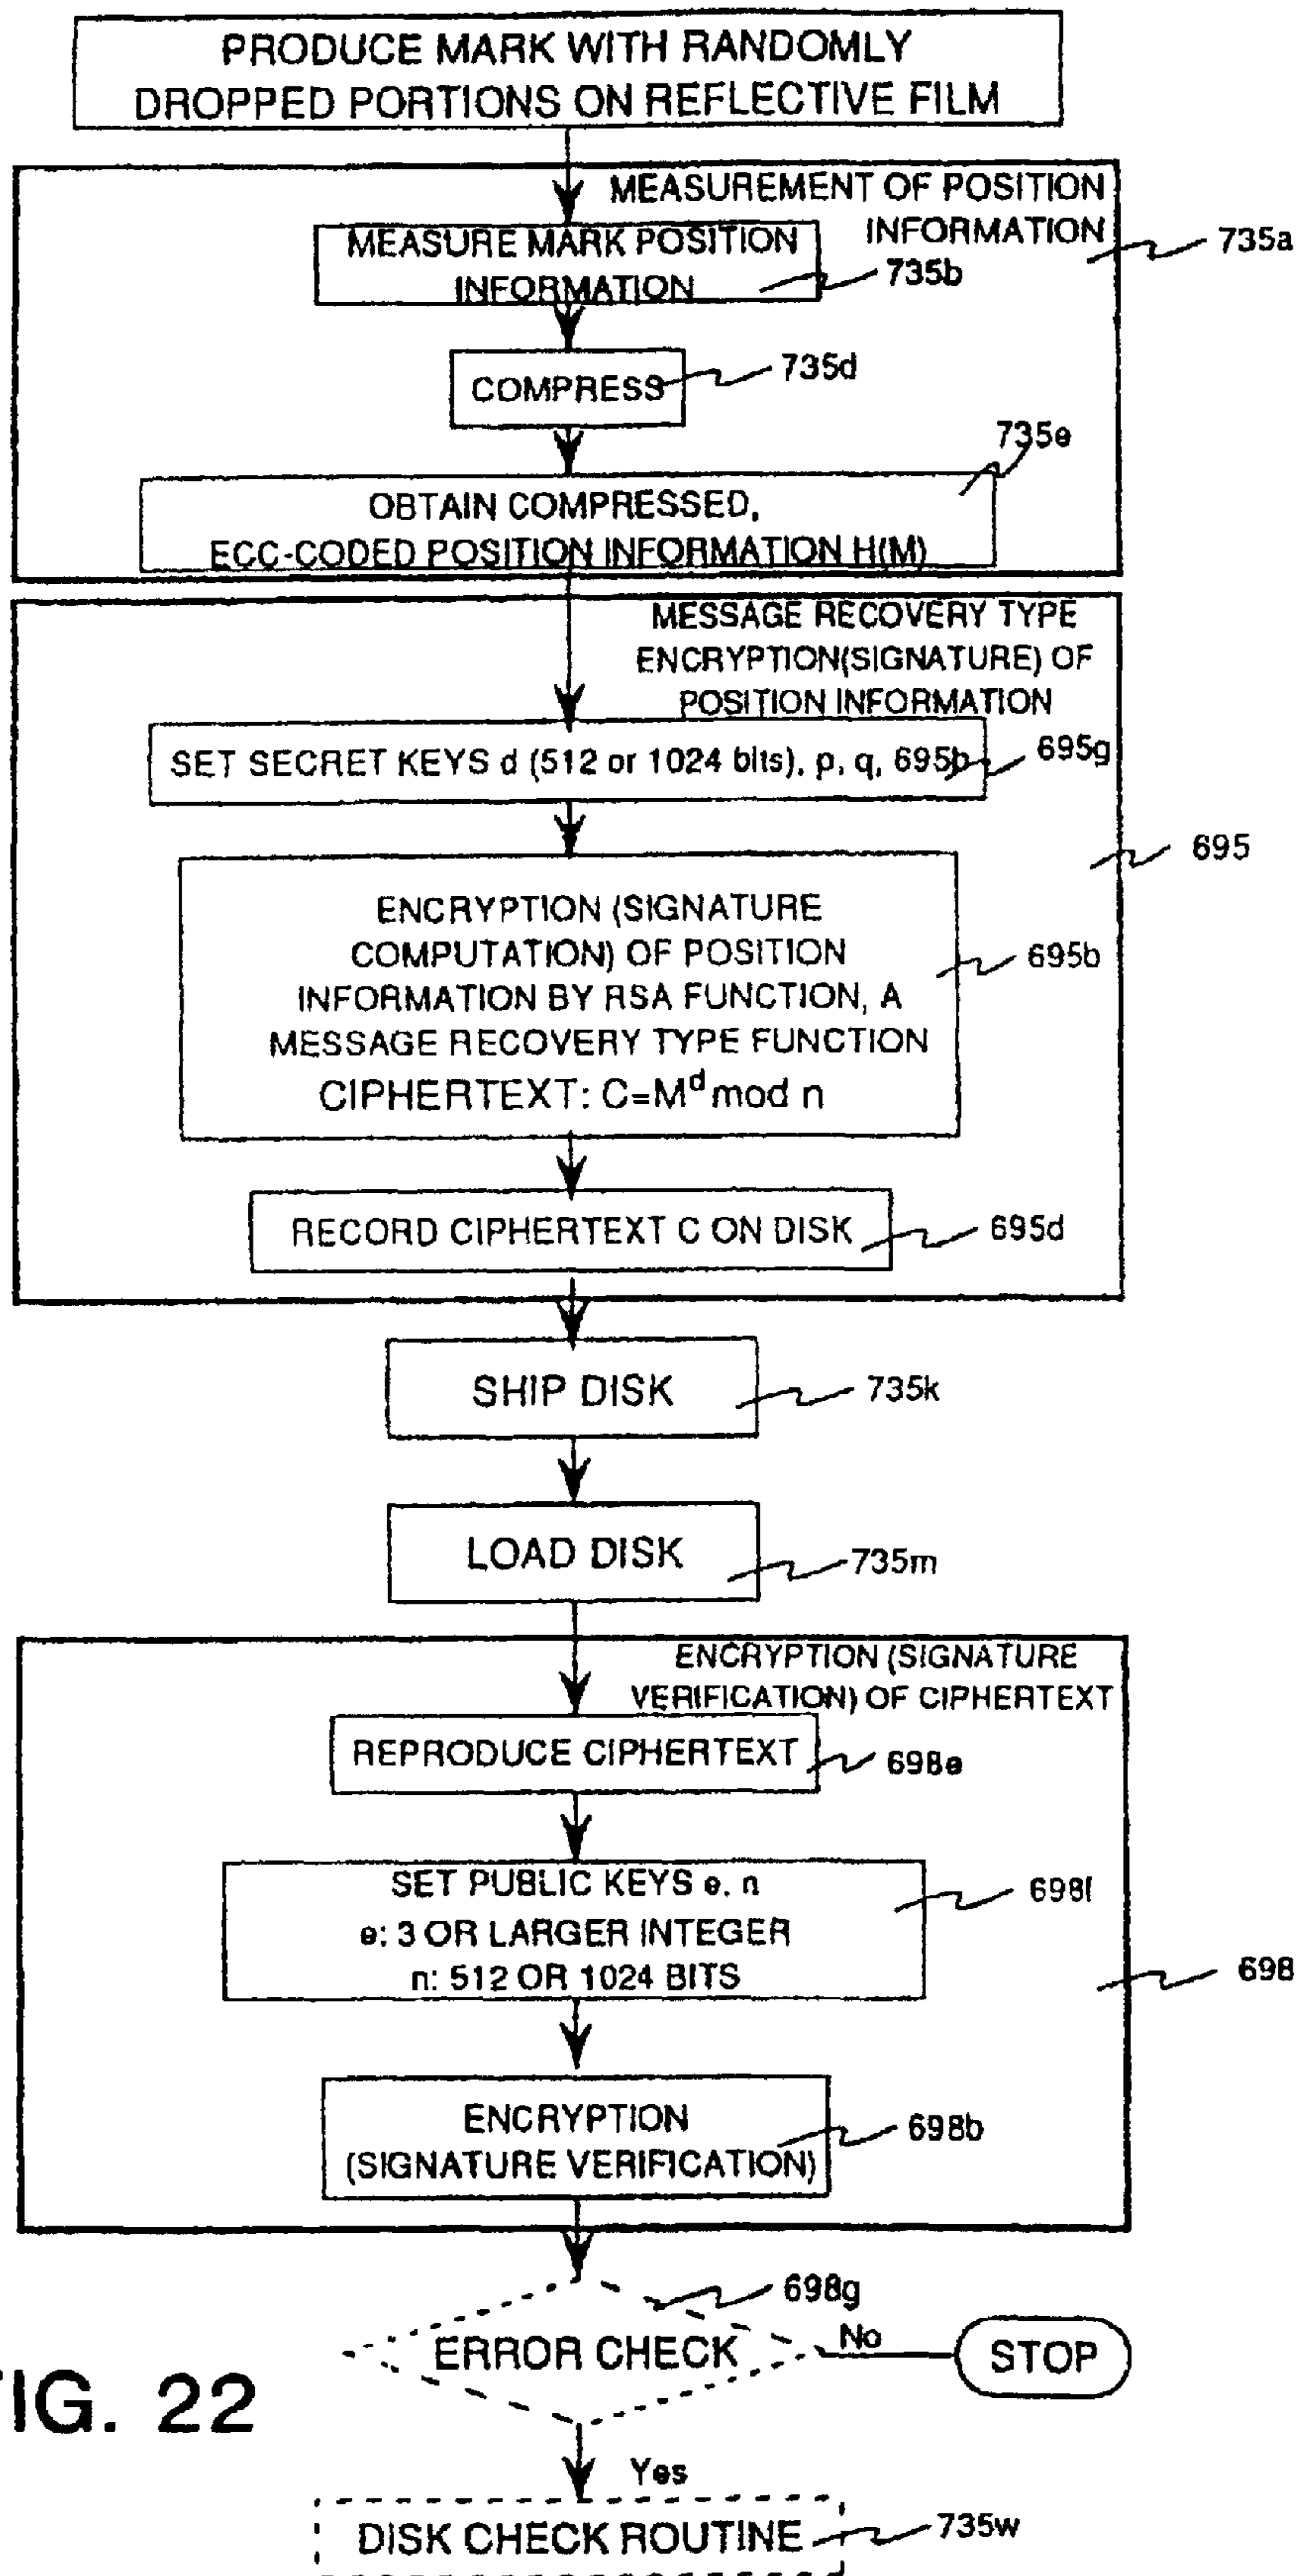 PRODUCE MARK WITH RANDOMLY
DROPPED PORTIONS ON REFLECTIVE FILM
MEASUREMENT OF POSITION
INFORMATION
735a
MEASURE MARK POSITION
INFORMATION
735b
COMPRESS
735d
735e
OBTAIN COMPRESSED,
ECC-CODED POSITION INFORMATION H(M)
MESSAGE RECOVERY TYPE
ENCRYPTION(SIGNATURE) OF
POSITION INFORMATION
SET SECRET KEYS d (512 or 1024 bits), p, q, 695b
695g
695
ENCRYPTION (SIGNATURE
COMPUTATION) OF POSITION
INFORMATION BY RSA FUNCTION, A
MESSAGE RECOVERY TYPE FUNCTION
CIPHERTEXT: C=M^d mod n
695b
RECORD CIPHERTEXT C ON DISK
695d
SHIP DISK
735k
LOAD DISK
735m
ENCRYPTION (SIGNATURE
VERIFICATION) OF CIPHERTEXT
REPRODUCE CIPHERTEXT
698e
SET PUBLIC KEYS e, n
e: 3 OR LARGER INTEGER
n: 512 OR 1024 BITS
698f
698
ENCRYPTION
(SIGNATURE VERIFICATION)
698b
698g
ERROR CHECK
No
STOP
IG. 22
Yes
DISK CHECK ROUTINE
735w